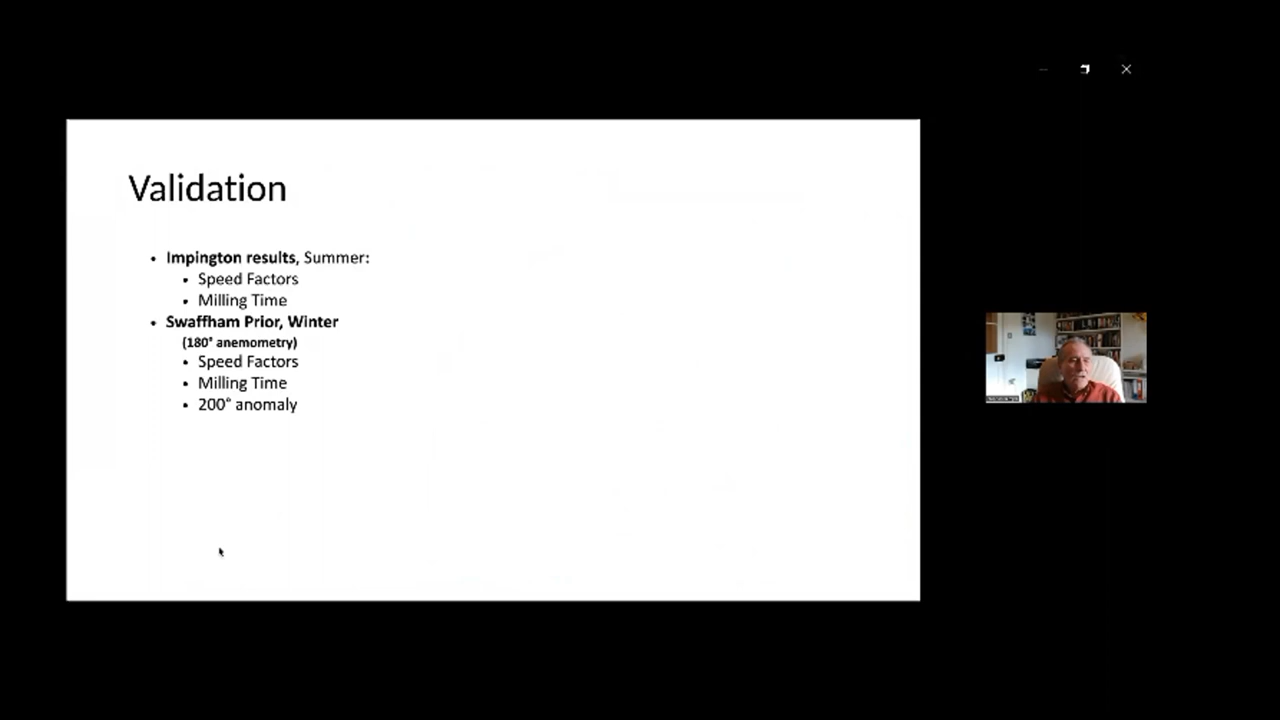 Validation
• Impington results, Summer:
• Speed Factors
• Milling Time
• Swaffham Prior, Winter
(180° anemometry)
• Speed Factors
• Milling Time
• 200° anomaly